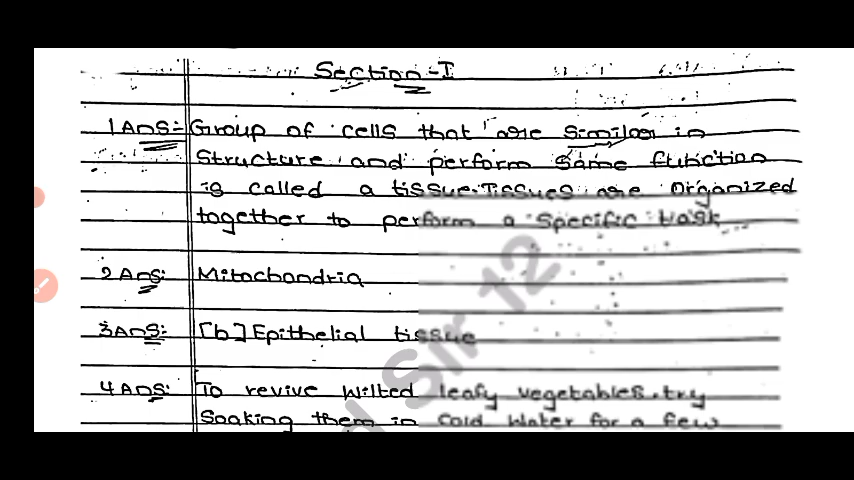 Section-I
1Ans:- Group of cells that are similar in
structure and perform same function
is called a tissue. Tissues are organized
together to perform a specific task
2Ans: Mitochondria
3Ans: [b] Epithelial tissue
4Ans: To revive wilted leafy vegetables, try
soaking them in cold water for a few
Sir 12